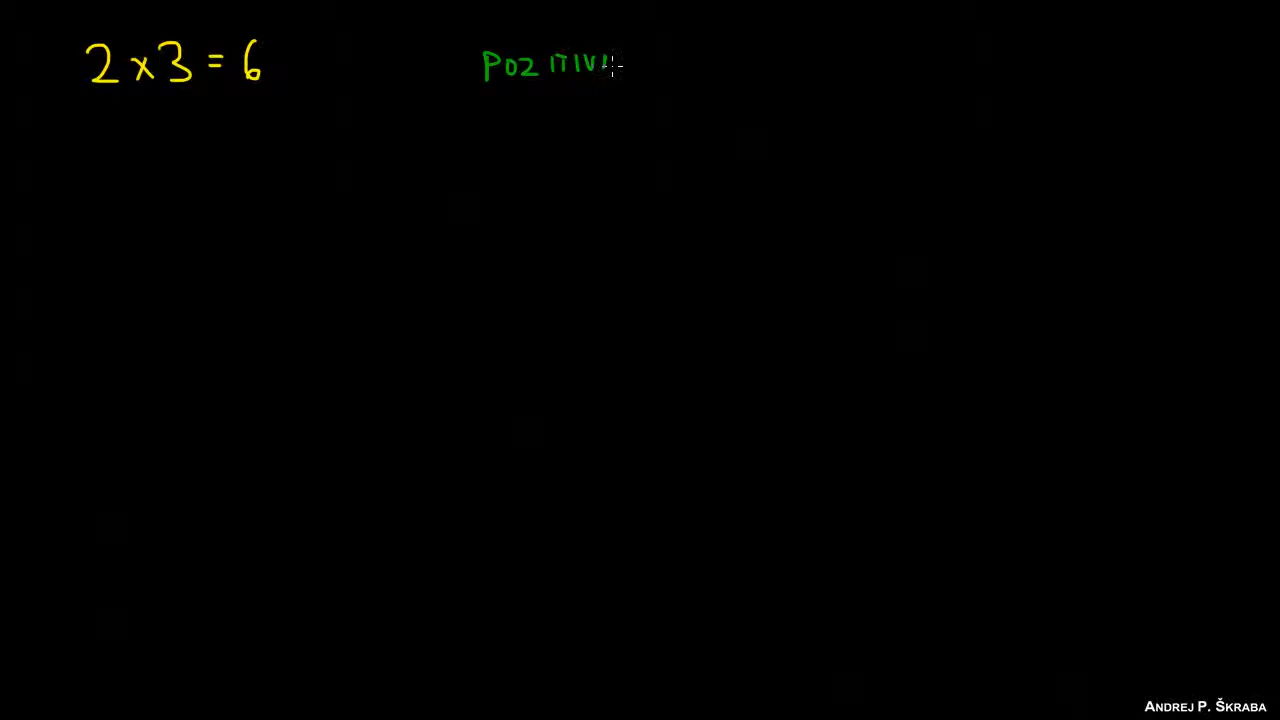 2 x 3 = 6 POZITIV
ANDREJ P. ŠKRABA